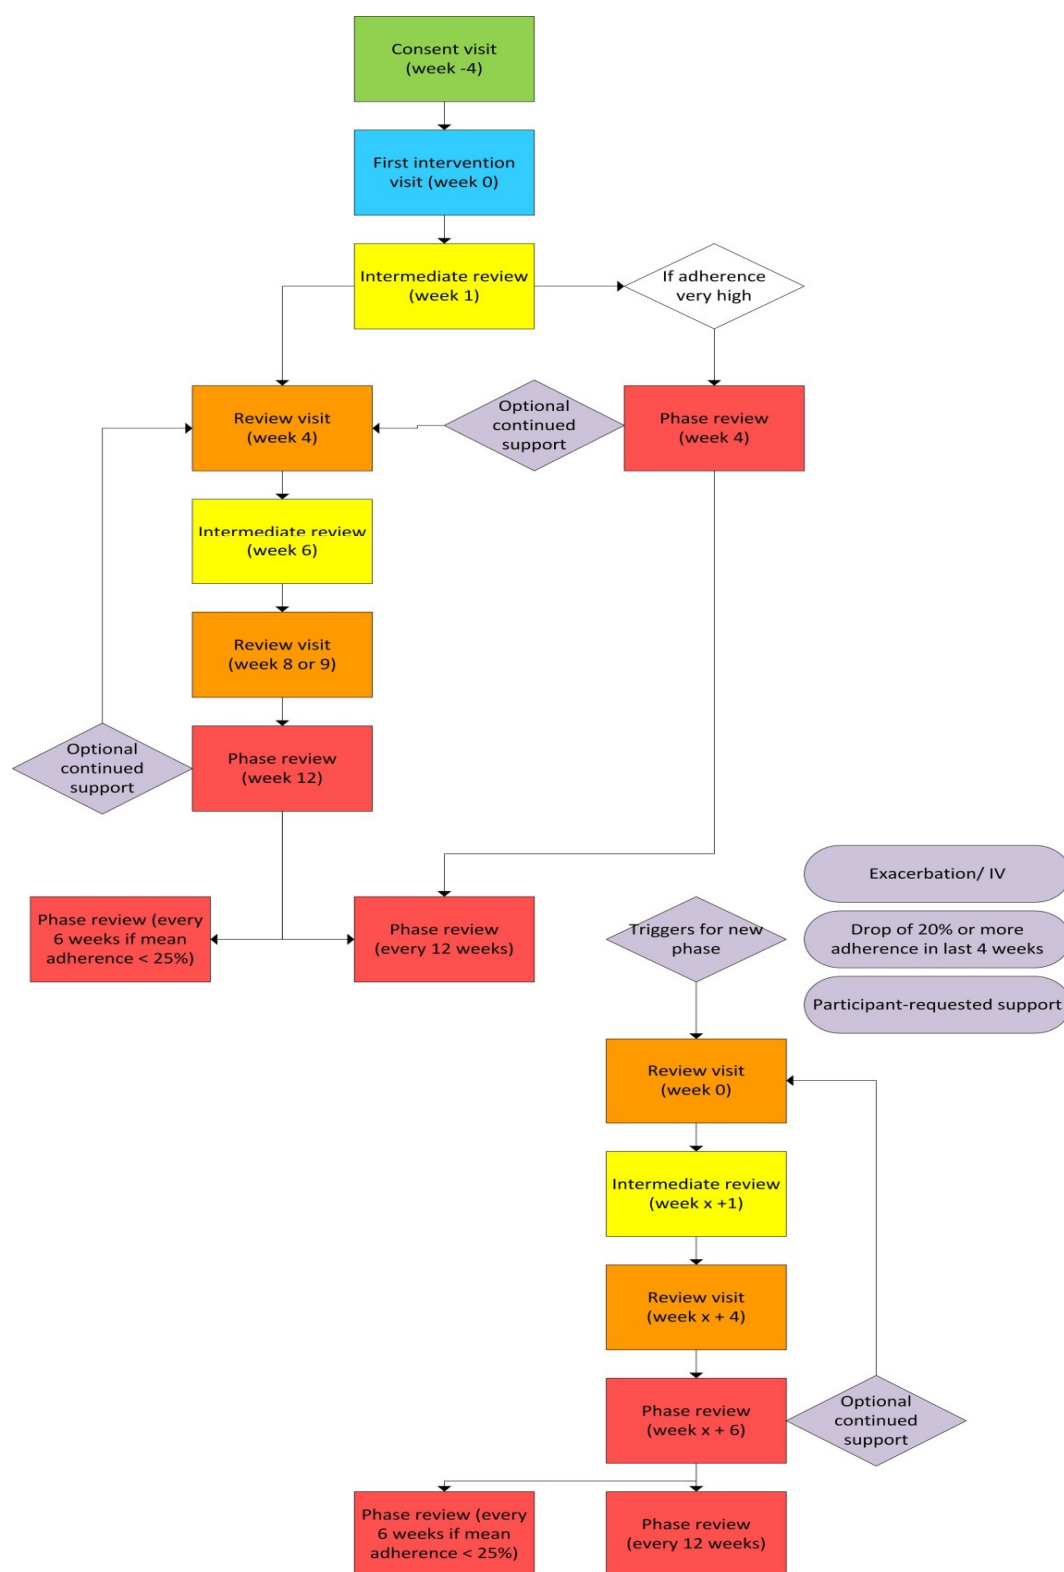 Consent visit
(week -4)
First intervention
visit (week 0)
Intermediate review
(week 1)
If adherence
very high
Review visit
(week 4)
Optional
continued
support
Phase review
(week 4)
Intermediate review
(week 6)
Review visit
(week 8 or 9)
Optional
continued
support
Phase review
(week 12)
Phase review (every
6 weeks if mean
adherence < 25%)
Phase review
(every 12 weeks)
Triggers for new
phase
Exacerbation/ IV
Drop of 20% or more
adherence in last 4 weeks
Participant-requested support
Review visit
(week 0)
Intermediate review
(week x +1)
Review visit
(week x + 4)
Phase review
(week x + 6)
Optional
continued
support
Phase review (every
6 weeks if mean
adherence < 25%)
Phase review
(every 12 weeks)